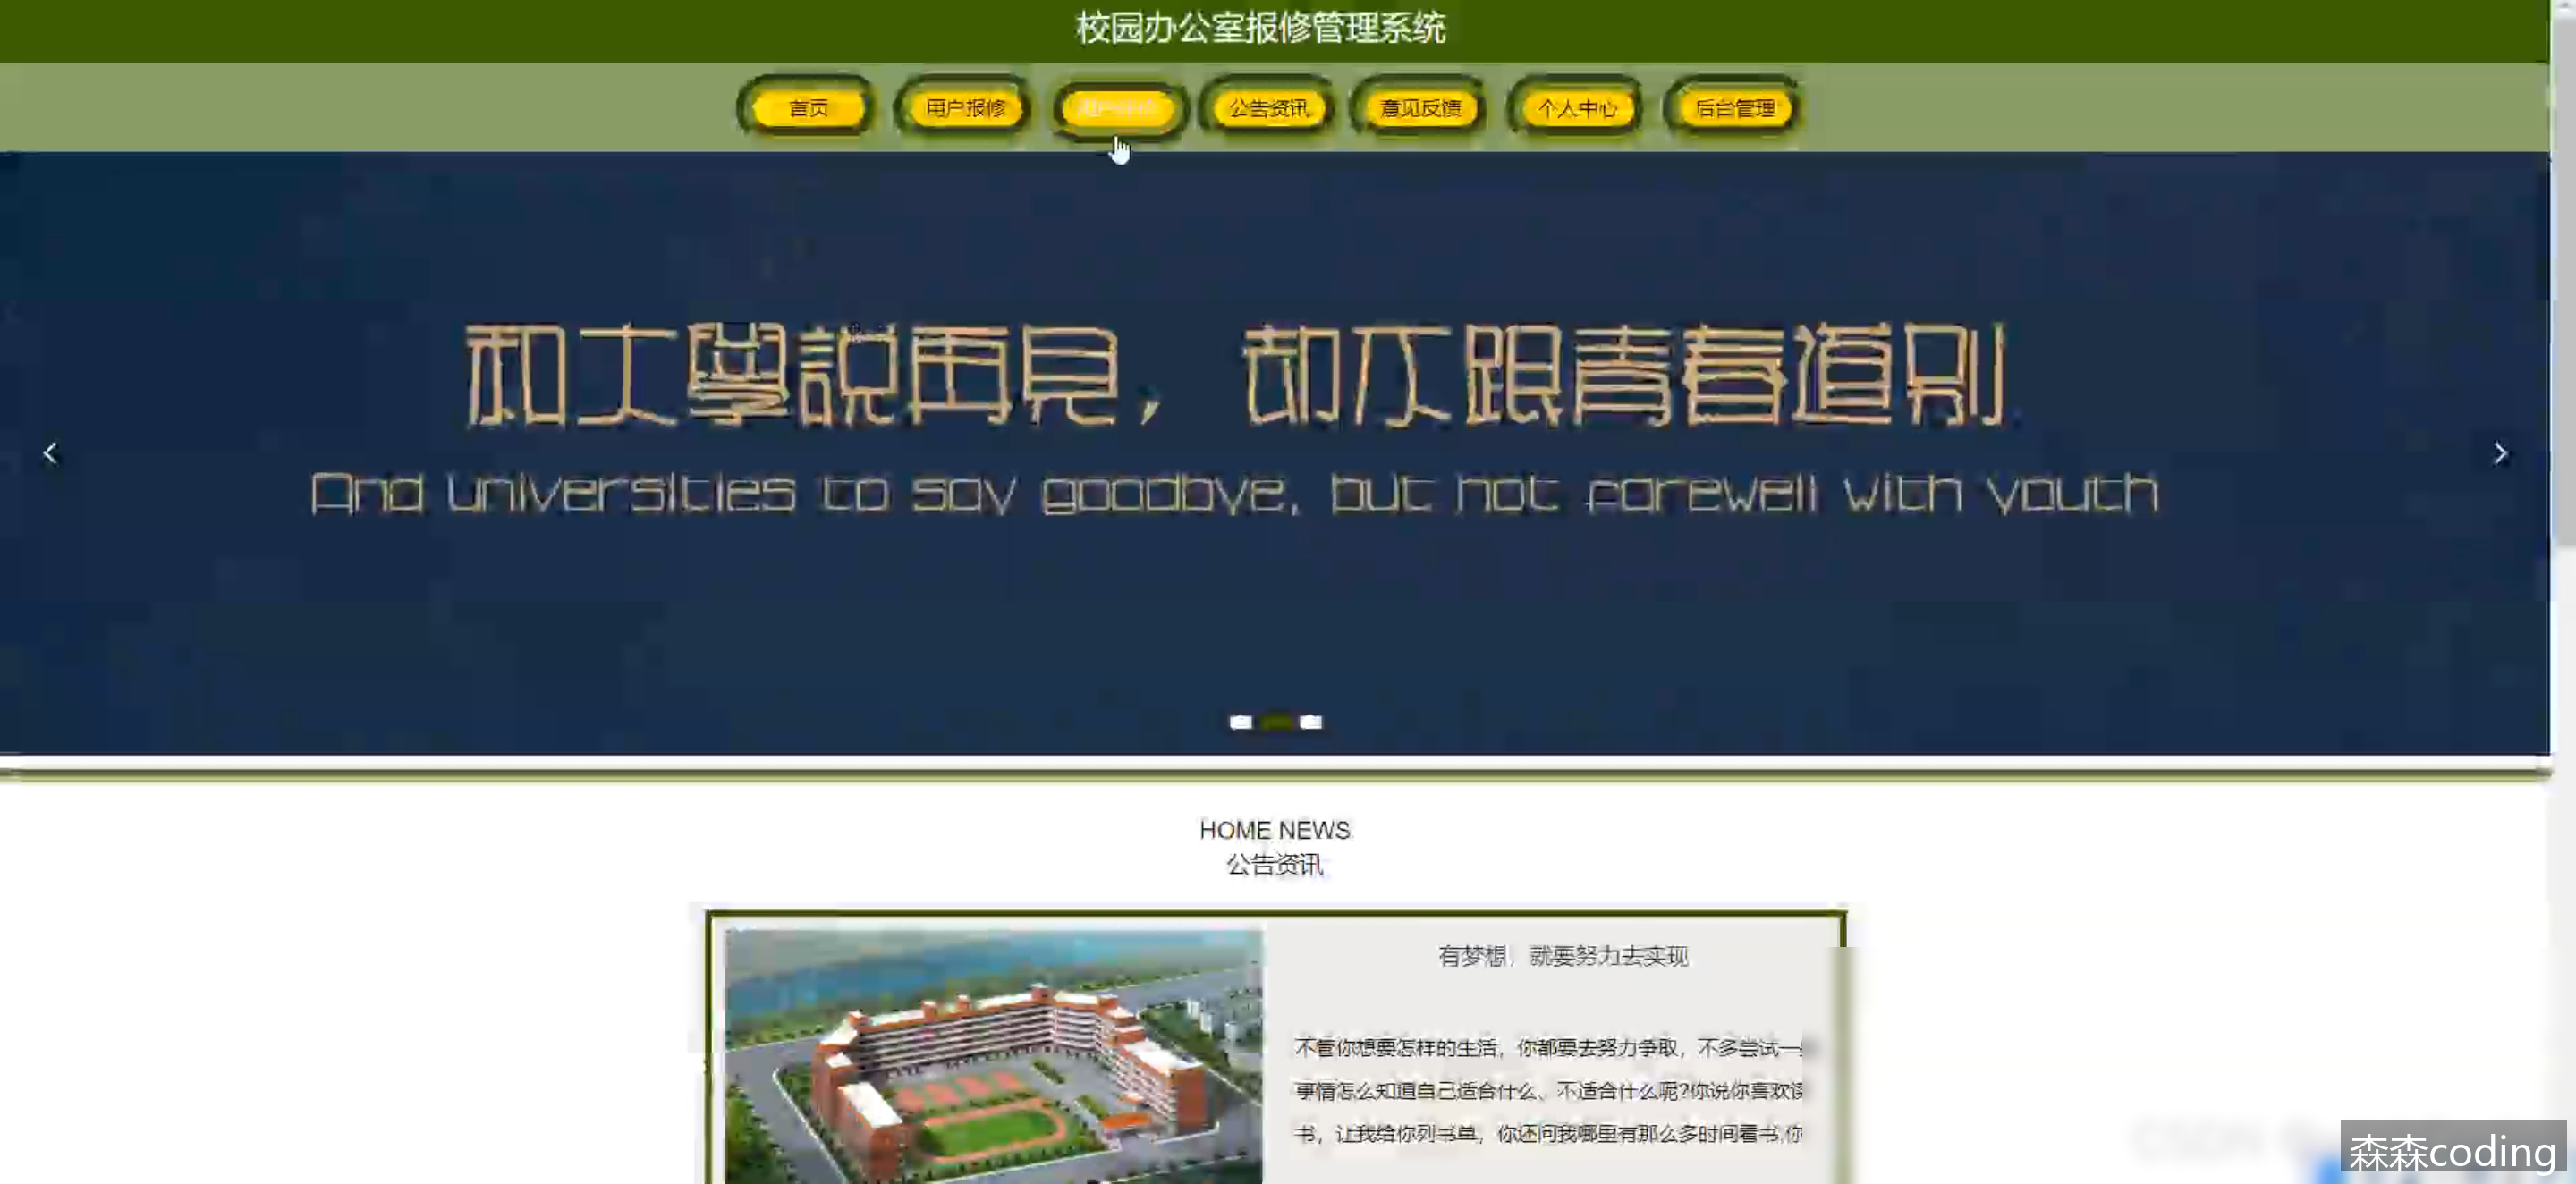 校园办公室报修管理系统
首页 用户报修 公告资讯 意见反馈 个人中心 后台管理
和大學説再見，却不跟青春道别
And universities to say goodbye, but not farewell with youth
HOME NEWS
公告资讯
有梦想，就要努力去实现
不管你想要怎样的生活，你都要去努力争取，不多尝试一
事情怎么知道自己适合什么、不适合什么呢?你说你喜欢读
书，让我给你列书单，你还问我哪里有那么多时间看书,你
森森coding